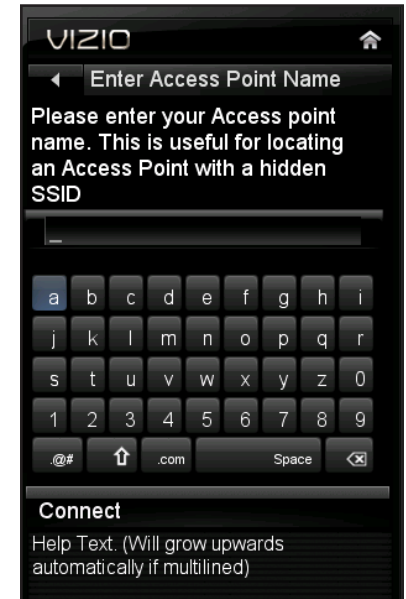 VIZIO
Enter Access Point Name
Please enter your Access point
name. This is useful for locating
an Access Point with a hidden
SSID
_
a b c d e f g h i
j k l m n o p q r
s t u v w x y z 0
1 2 3 4 5 6 7 8 9
.@# .com Space
Connect
Help Text. (Will grow upwards
automatically if multilined)